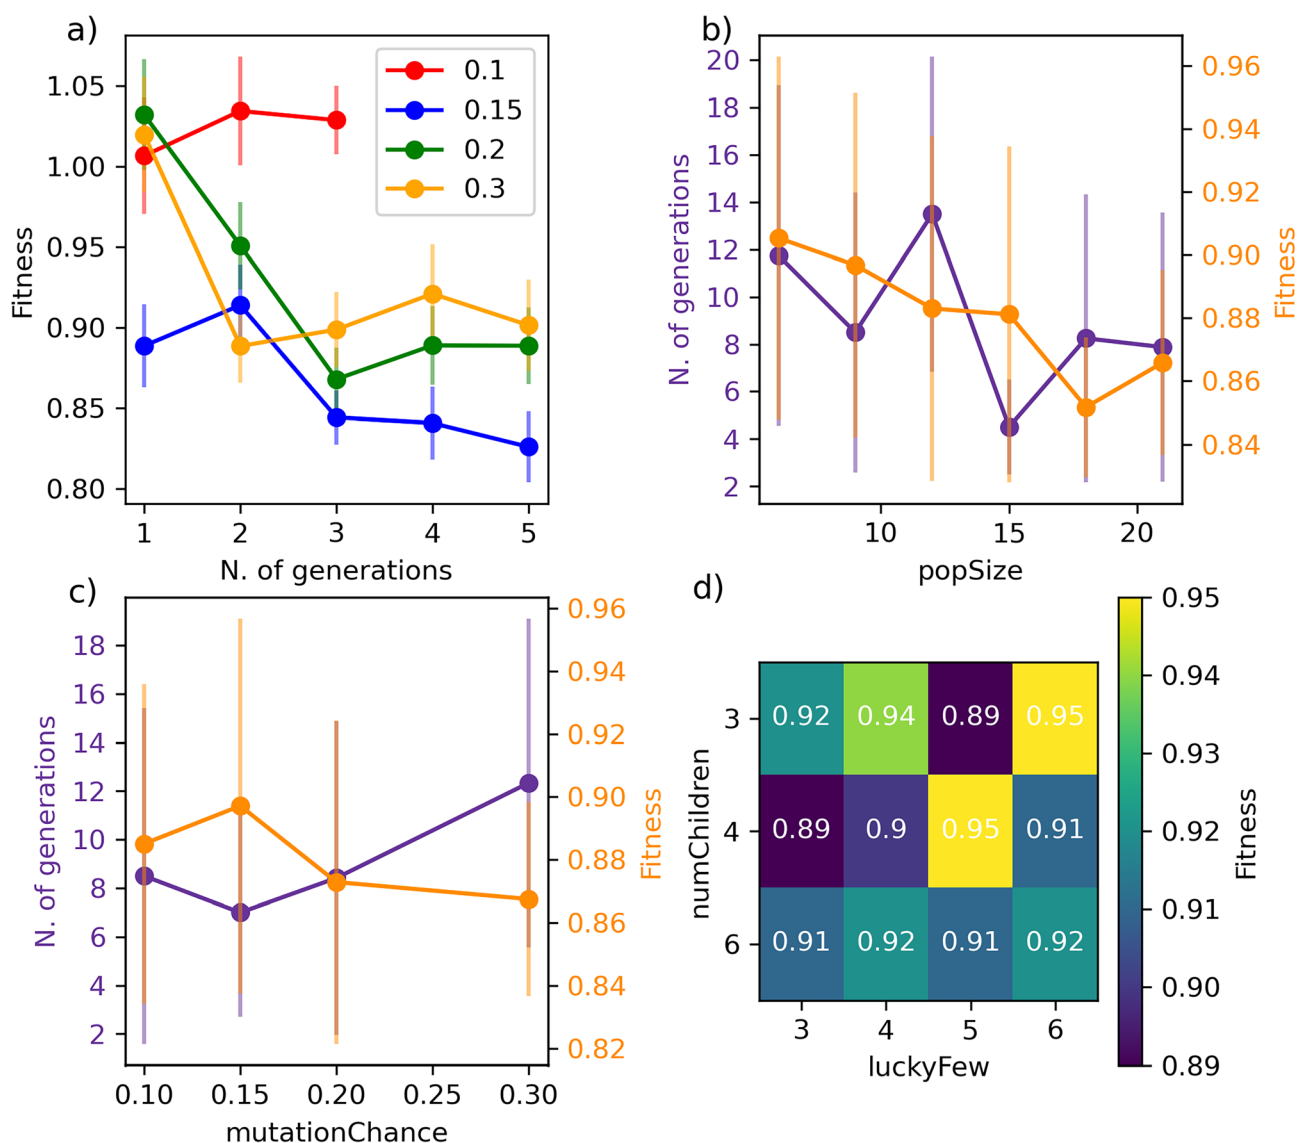 a)
Fitness
1.05
1.00
0.95
0.90
0.85
0.80
0.1
0.15
0.2
0.3
1 2 3 4 5
N. of generations
b)
N. of generations
20
18
16
14
12
10
8
6
4
2
0.96
0.94
0.92
0.90
0.88
0.86
0.84
Fitness
10 15 20
popSize
c)
N. of generations
18
16
14
12
10
8
6
4
2
0.96
0.94
0.92
0.90
0.88
0.86
0.84
0.82
Fitness
0.10 0.15 0.20 0.25 0.30
mutationChance
d)
numChildren
3 0.92 0.94 0.89 0.95
4 0.89 0.9 0.95 0.91
6 0.91 0.92 0.91 0.92
3 4 5 6
luckyFew
0.95
0.94
0.93
0.92
0.91
0.90
0.89
Fitness